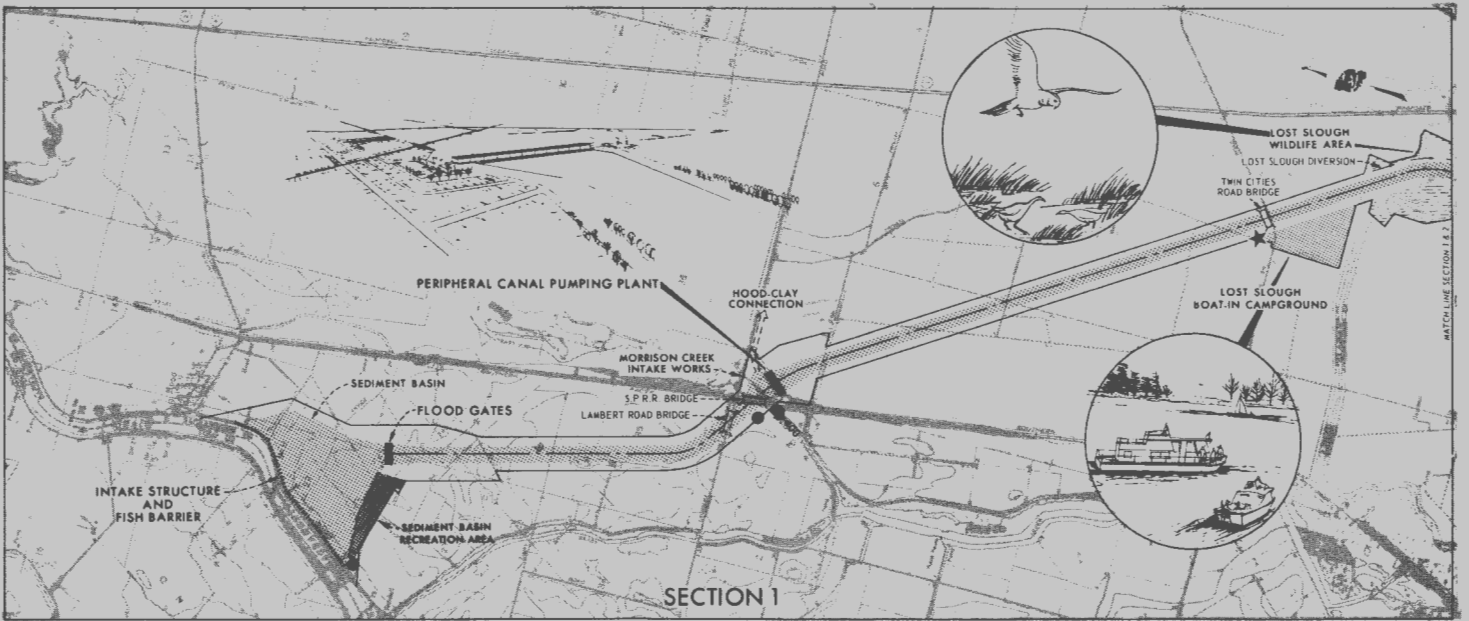 LOST SLOUGH
WILDLIFE AREA
LOST SLOUGH DIVERSION
TWIN CITIES
ROAD BRIDGE
MATCH LINE SECTION 1 & 2
PERIPHERAL CANAL PUMPING PLANT
HOOD-CLAY
CONNECTION
LOST SLOUGH
BOAT-IN CAMPGROUND
MORRISON CREEK
INTAKE WORKS
S.P.R.R. BRIDGE
LAMBERT ROAD BRIDGE
SEDIMENT BASIN
FLOOD GATES
INTAKE STRUCTURE
AND
FISH BARRIER
SEDIMENT BASIN
RECREATION AREA
SECTION 1